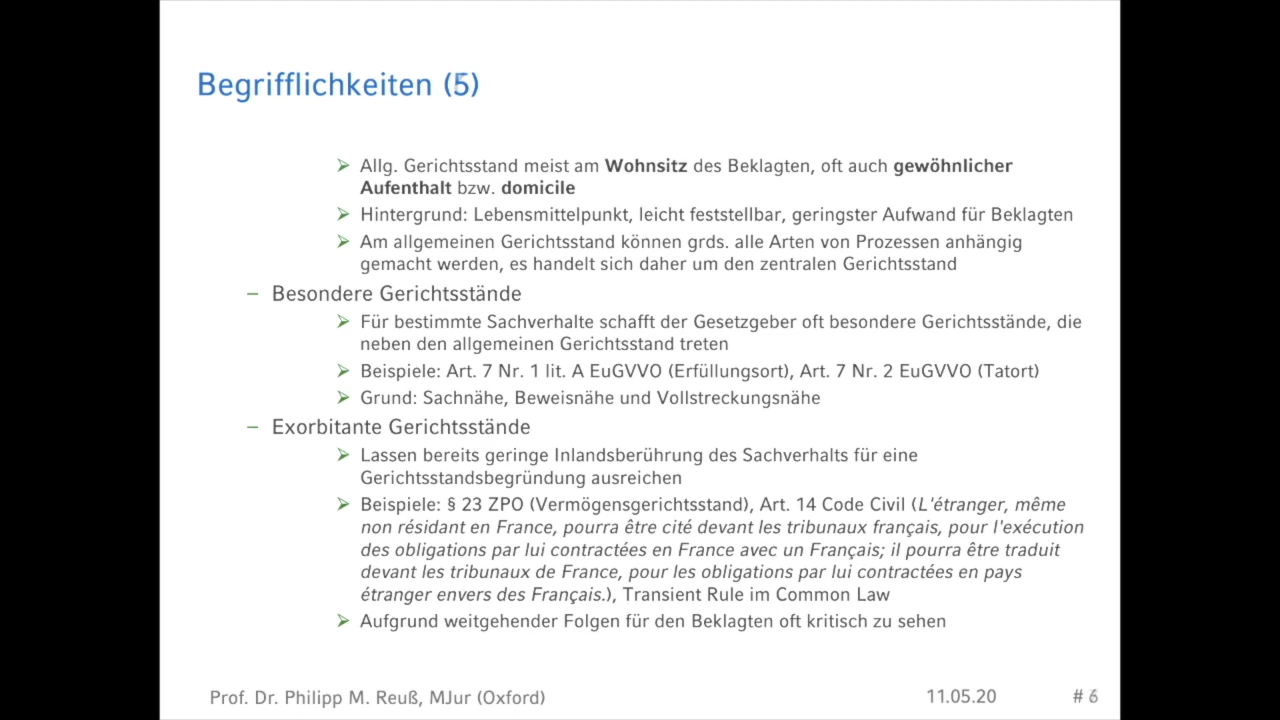 Begrifflichkeiten (5)
➢ Allg. Gerichtsstand meist am Wohnsitz des Beklagten, oft auch gewöhnlicher
Aufenthalt bzw. domicile
➢ Hintergrund: Lebensmittelpunkt, leicht feststellbar, geringster Aufwand für Beklagten
➢ Am allgemeinen Gerichtsstand können grds. alle Arten von Prozessen anhängig
gemacht werden, es handelt sich daher um den zentralen Gerichtsstand
– Besondere Gerichtsstände
➢ Für bestimmte Sachverhalte schafft der Gesetzgeber oft besondere Gerichtsstände, die
neben den allgemeinen Gerichtsstand treten
➢ Beispiele: Art. 7 Nr. 1 lit. A EuGVVO (Erfüllungsort), Art. 7 Nr. 2 EuGVVO (Tatort)
➢ Grund: Sachnähe, Beweisnähe und Vollstreckungsnähe
– Exorbitante Gerichtsstände
➢ Lassen bereits geringe Inlandsberührung des Sachverhalts für eine
Gerichtsstandsbegründung ausreichen
➢ Beispiele: § 23 ZPO (Vermögensgerichtsstand), Art. 14 Code Civil (L'étranger, même
non résidant en France, pourra être cité devant les tribunaux français, pour l'exécution
des obligations par lui contractées en France avec un Français; il pourra être traduit
devant les tribunaux de France, pour les obligations par lui contractées en pays
étranger envers des Français.), Transient Rule im Common Law
➢ Aufgrund weitgehender Folgen für den Beklagten oft kritisch zu sehen
Prof. Dr. Philipp M. Reuß, MJur (Oxford)
11.05.20
# 6